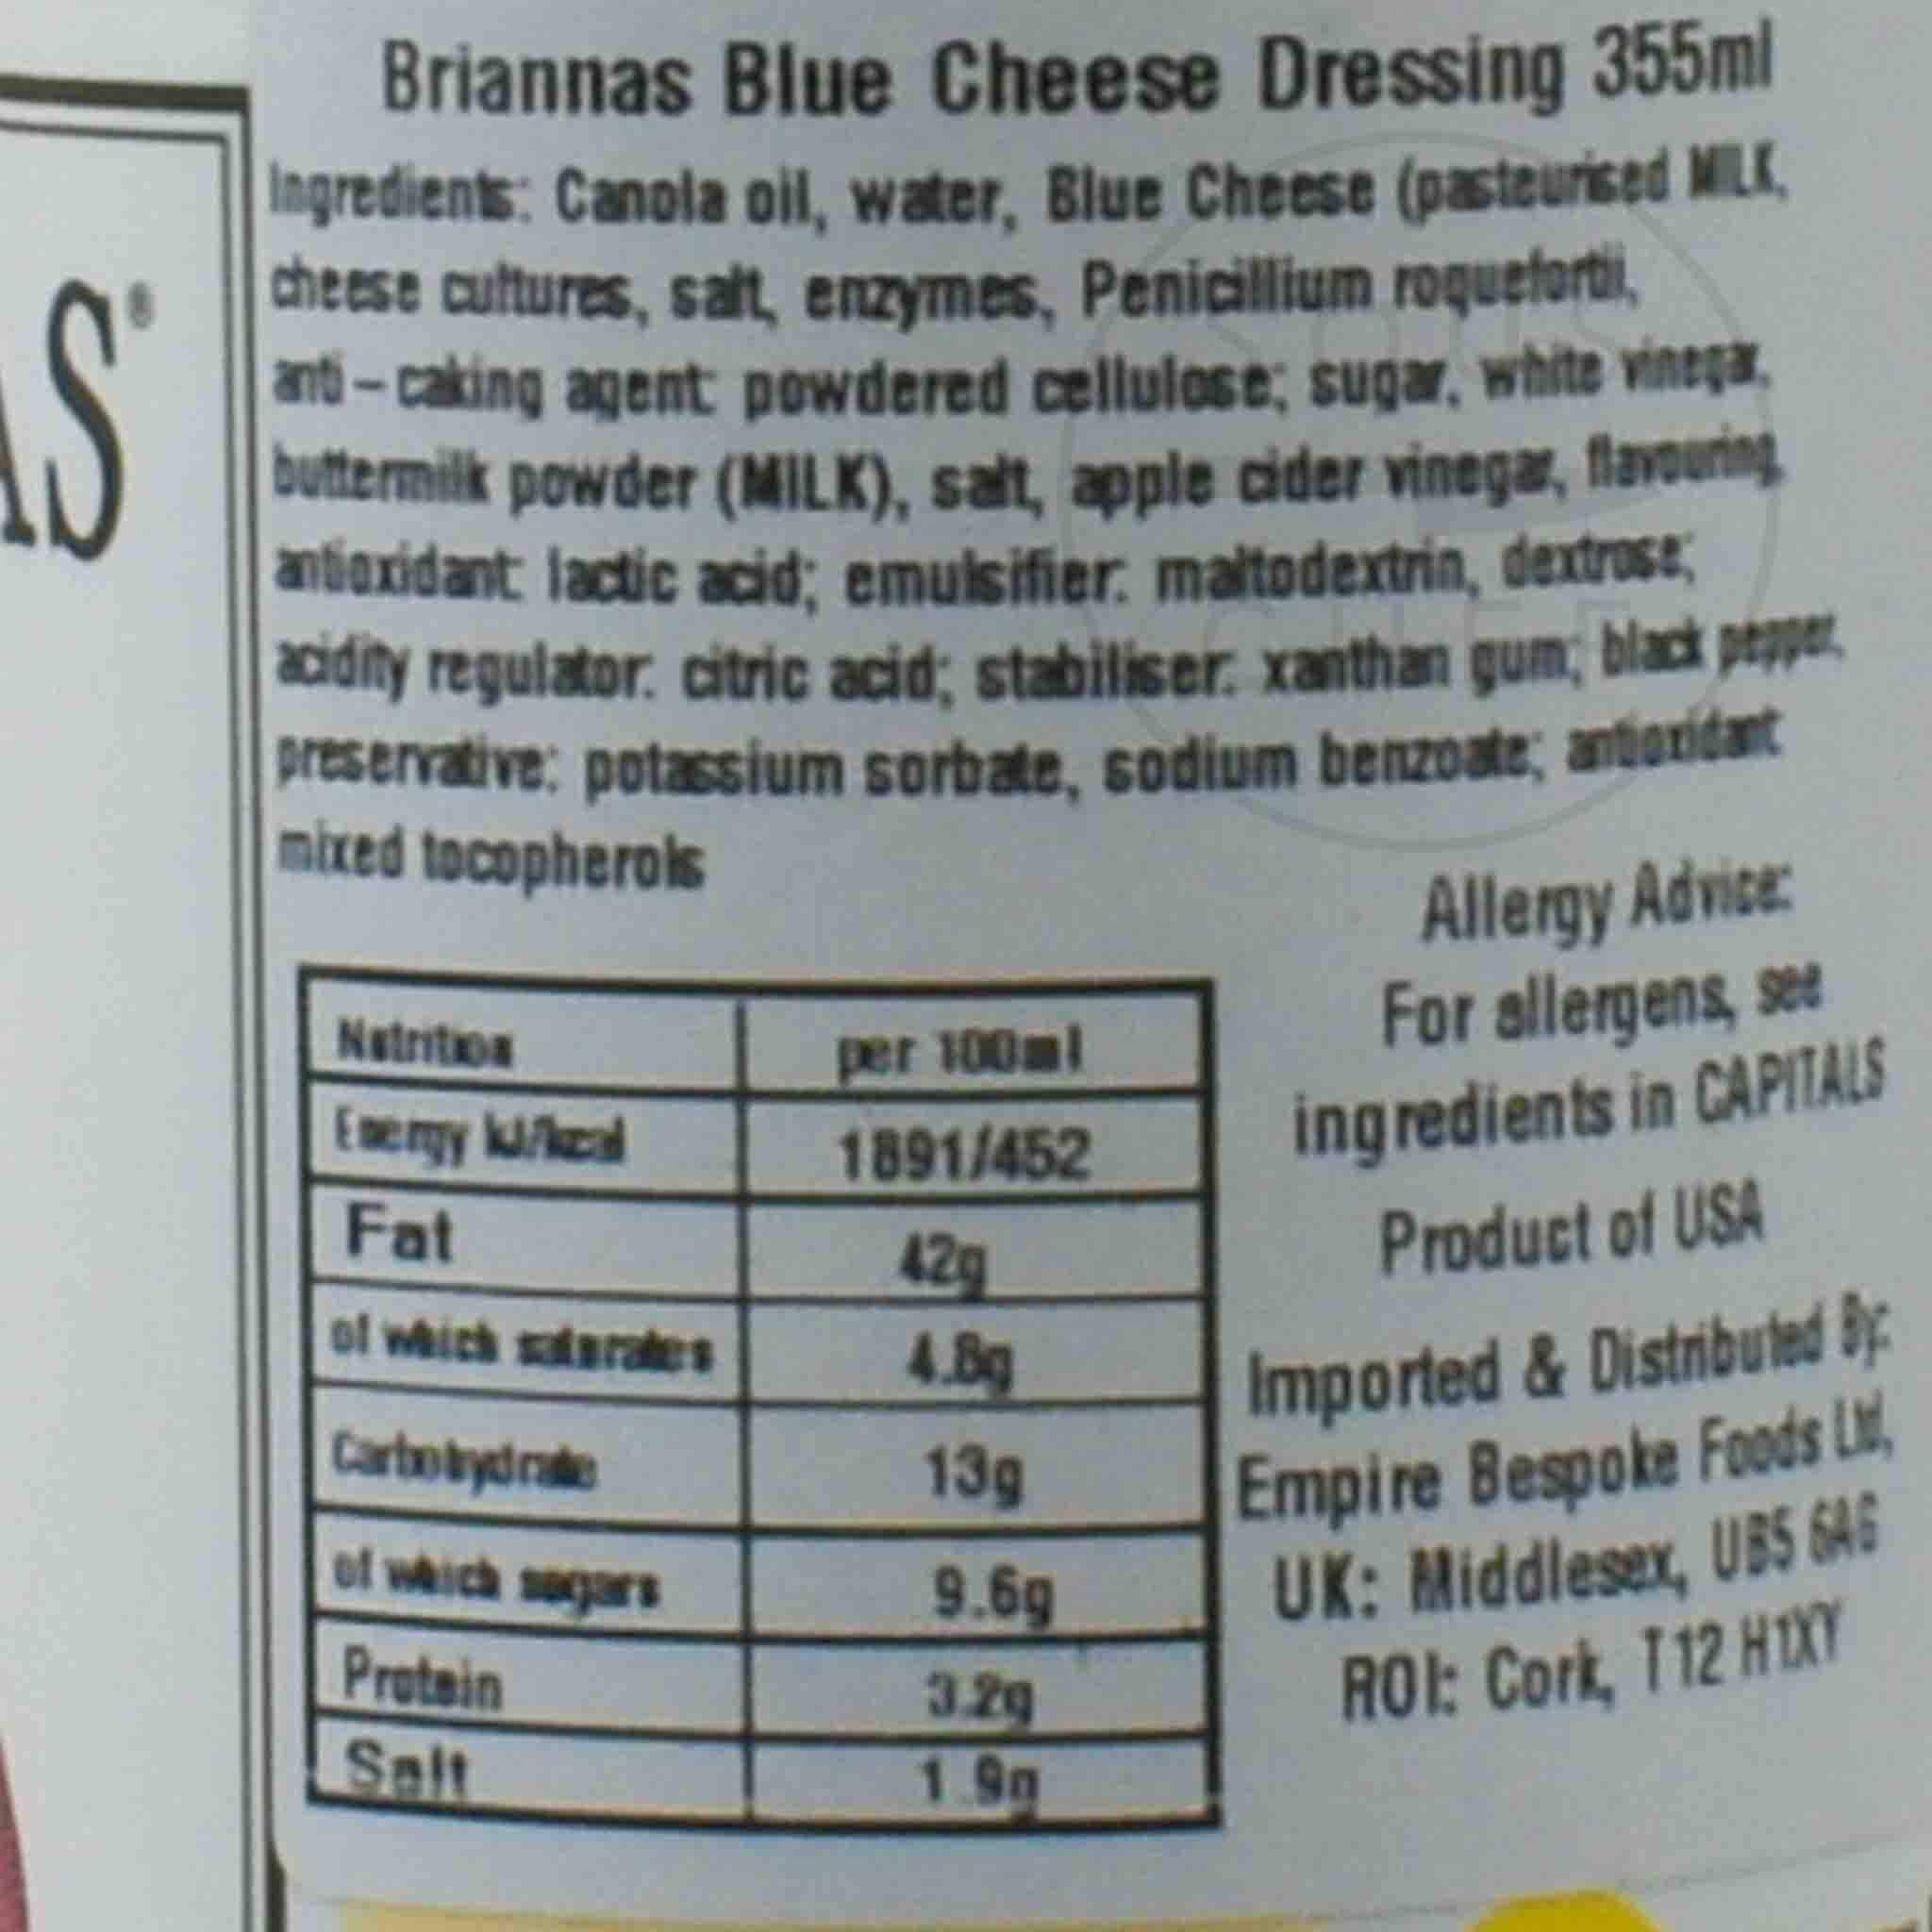 AS®
Briannas Blue Cheese Dressing 355ml
Ingredients: Canola oil, water, Blue Cheese (pasteurised MILK,
cheese cultures, salt, enzymes, Penicillium roquefortii,
anti-caking agent: powdered cellulose; sugar, white vinegar,
buttermilk powder (MILK), salt, apple cider vinegar, flavouring,
antioxidant: lactic acid; emulsifier: maltodextrin, dextrose;
acidity regulator: citric acid; stabiliser: xanthan gum; black pepper,
preservative: potassium sorbate, sodium benzoate; antioxidant:
mixed tocopherols
Nutrition per 100ml
Energy kJ/kcal 1891/452
Fat 42g
of which saturates 4.8g
Carbohydrate 13g
of which sugars 9.6g
Protein 3.2g
Salt 1.9g
Allergy Advice:
For allergens, see
ingredients in CAPITALS
Product of USA
Imported & Distributed By:
Empire Bespoke Foods Ltd,
UK: Middlesex, UB5 6AG
ROI: Cork, T12 H1XY